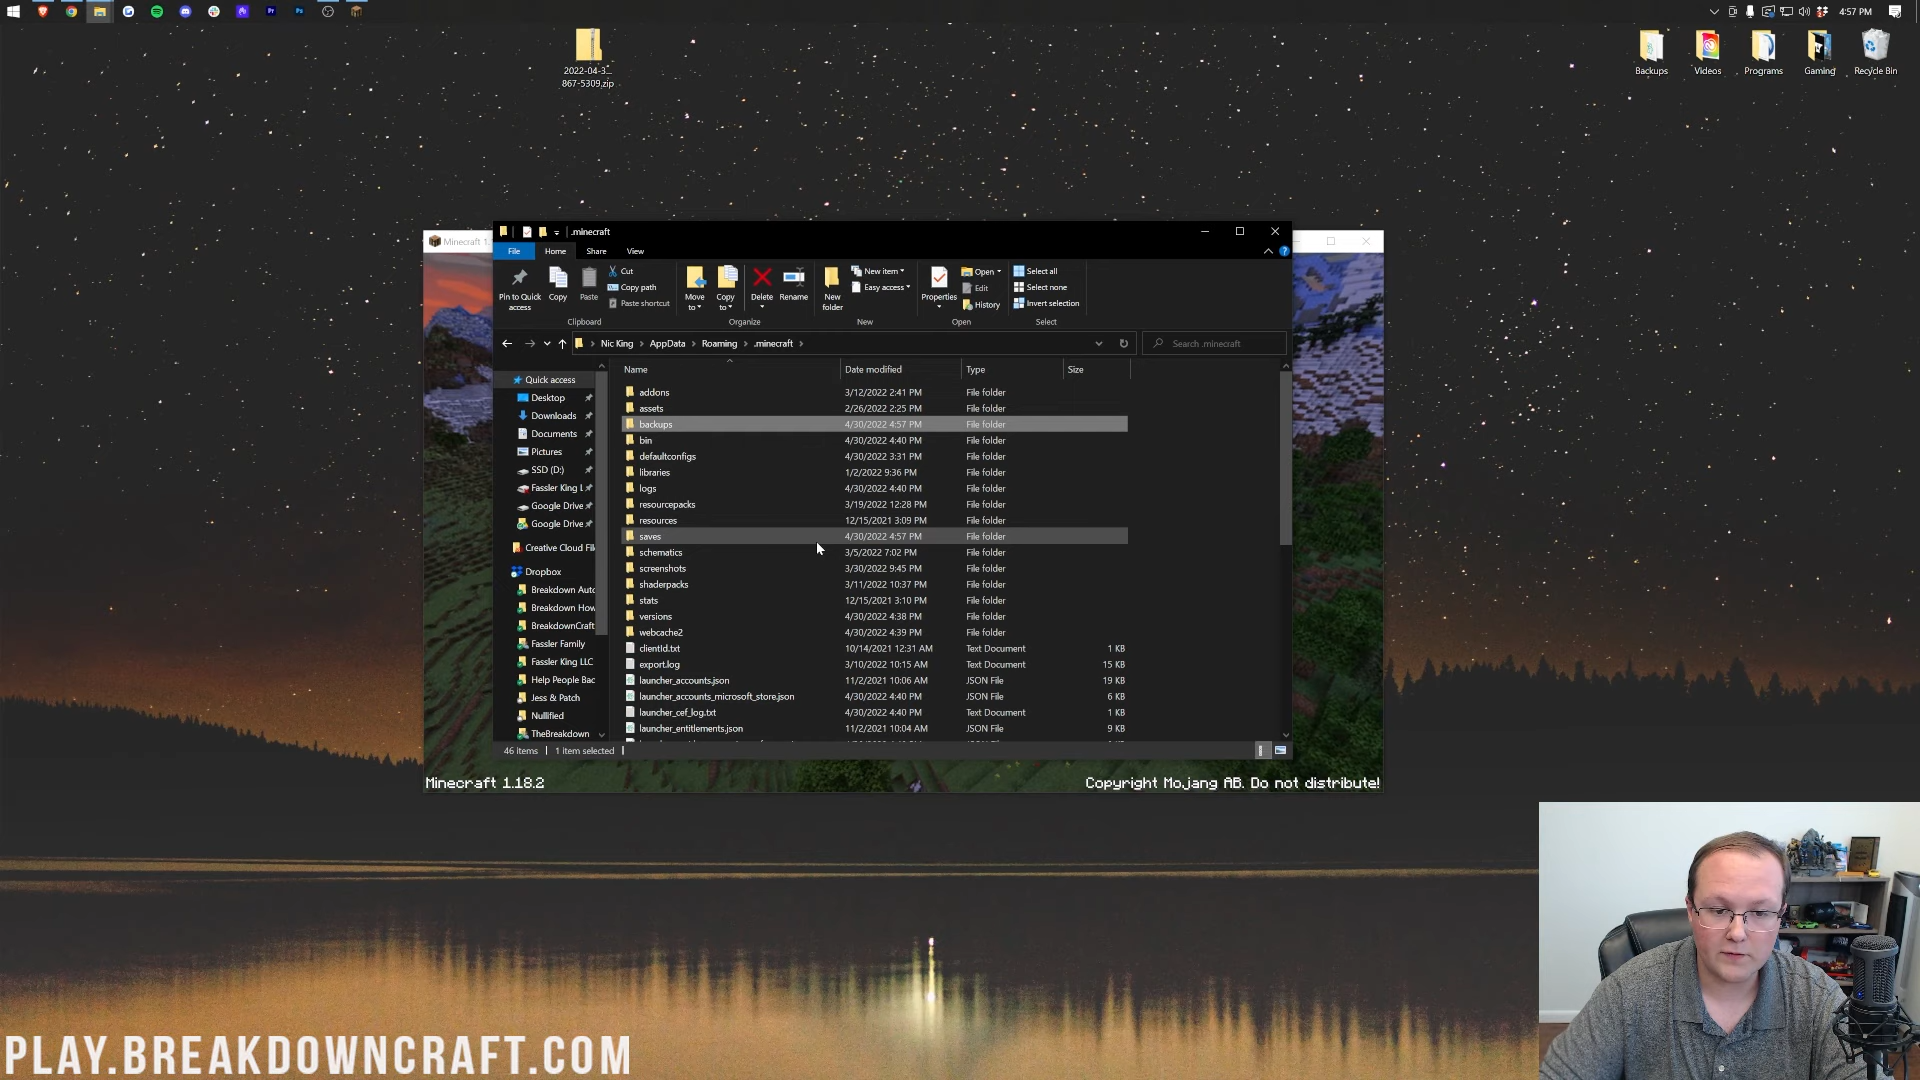 4:57 PM
2022-04-3...
867-5309.zip
Backups
Videos
Programs
Gaming
Recycle Bin
Minecraft 1.
.minecraft
File
Home
Share
View
Pin to Quick access
Copy
Paste
Cut
Copy path
Paste shortcut
Clipboard
Move to
Copy to
Delete
Rename
Organize
New folder
New item
Easy access
New
Properties
Open
Edit
History
Open
Select all
Select none
Invert selection
Select
Nic King > AppData > Roaming > .minecraft >
Search .minecraft
Name Date modified Type Size
Quick access
Desktop
Downloads
Documents
Pictures
SSD (D:)
Fassler King L
Google Drive
Google Drive
Creative Cloud Fil
Dropbox
Breakdown Auto
Breakdown How
BreakdownCraft
Fassler Family
Fassler King LLC
Help People Bac
Jess & Patch
Nullified
TheBreakdown
addons 3/12/2022 2:41 PM File folder
assets 2/26/2022 2:25 PM File folder
backups 4/30/2022 4:57 PM File folder
bin 4/30/2022 4:40 PM File folder
defaultconfigs 4/30/2022 3:31 PM File folder
libraries 1/2/2022 9:36 PM File folder
logs 4/30/2022 4:40 PM File folder
resourcepacks 3/19/2022 12:28 PM File folder
resources 12/15/2021 3:09 PM File folder
saves 4/30/2022 4:57 PM File folder
schematics 3/5/2022 7:02 PM File folder
screenshots 3/30/2022 9:45 PM File folder
shaderpacks 3/11/2022 10:37 PM File folder
stats 12/15/2021 3:10 PM File folder
versions 4/30/2022 4:38 PM File folder
webcache2 4/30/2022 4:39 PM File folder
clientId.txt 10/14/2021 12:31 AM Text Document 1 KB
export.log 3/10/2022 10:15 AM Text Document 15 KB
launcher_accounts.json 11/2/2021 10:06 AM JSON File 19 KB
launcher_accounts_microsoft_store.json 4/30/2022 4:40 PM JSON File 6 KB
launcher_cef_log.txt 4/30/2022 4:40 PM Text Document 1 KB
launcher_entitlements.json 11/2/2021 10:04 AM JSON File 9 KB
46 items
1 item selected
Minecraft 1.18.2
Copyright Mojang AB. Do not distribute!
PLAY.BREAKDOWNCRAFT.COM